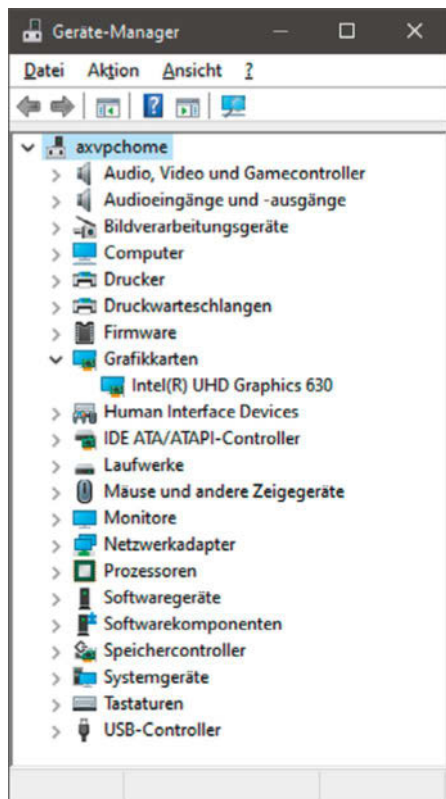 Geräte-Manager
Datei Aktion Ansicht ?
axvpchome
Audio, Video und Gamecontroller
Audioeingänge und -ausgänge
Bildverarbeitungsgeräte
Computer
Drucker
Druckwarteschlangen
Firmware
Grafikkarten
Intel(R) UHD Graphics 630
Human Interface Devices
IDE ATA/ATAPI-Controller
Laufwerke
Mäuse und andere Zeigegeräte
Monitore
Netzwerkadapter
Prozessoren
Softwaregeräte
Softwarekomponenten
Speichercontroller
Systemgeräte
Tastaturen
USB-Controller